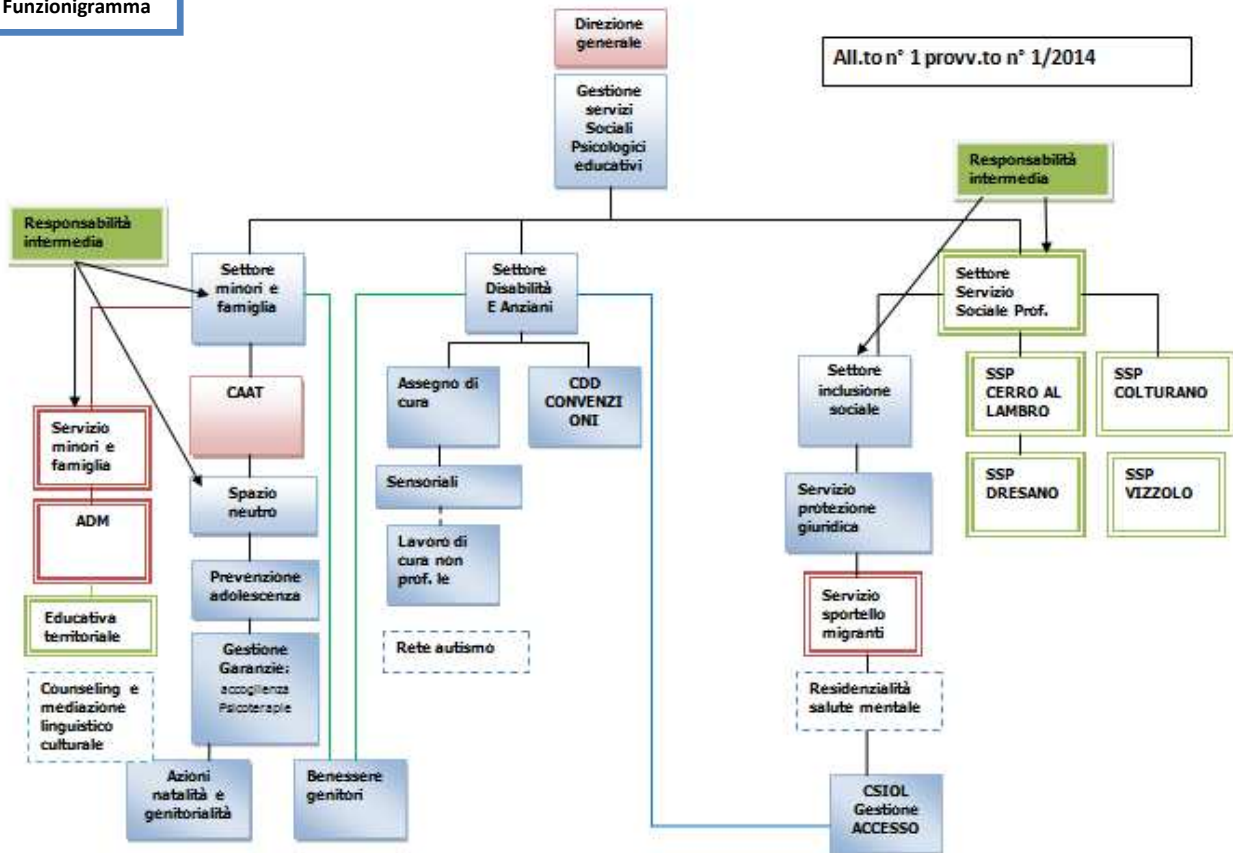 Funzionigramma
Direzione
generale
All.to n° 1 provv.to n° 1/2014
Gestione
servizi
Sociali
Psicologici
educativi
Responsabilità
intermedia
Responsabilità
intermedia
Settore
minori e
famiglia
Settore
Disabilità
E Anziani
Settore
Servizio
Sociale Prof.
CAAT
Assegno di
cura
CDD
CONVENZI
ONI
Settore
inclusione
sociale
SSP
CERRO AL
LAMBRO
SSP
COLTURANO
Servizio
minori e
famiglia
Spazio
neutro
Sensoriali
Servizio
protezione
giuridica
SSP
DRESANO
SSP
VIZZOLO
ADM
Lavoro di
cura non
prof. le
Prevenzione
adolescenza
Educativa
territoriale
Servizio
sportello
migranti
Rete autismo
Gestione
Garanzie:
accoglienza
Psicoterapie
Counseling e
mediazione
linguistico
culturale
Residenzialità
salute mentale
Azioni
natalità e
genitorialità
Benessere
genitori
CSIOL
Gestione
ACCESSO